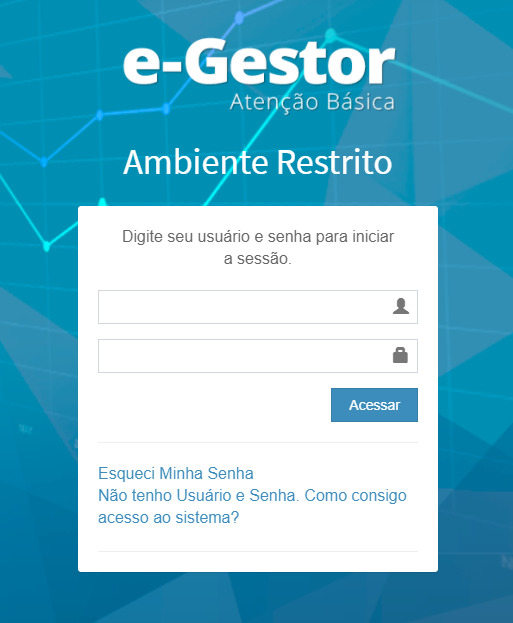 e-Gestor
Atenção Básica
Ambiente Restrito
Digite seu usuário e senha para iniciar
a sessão.
Acessar
Esqueci Minha Senha
Não tenho Usuário e Senha. Como consigo
acesso ao sistema?